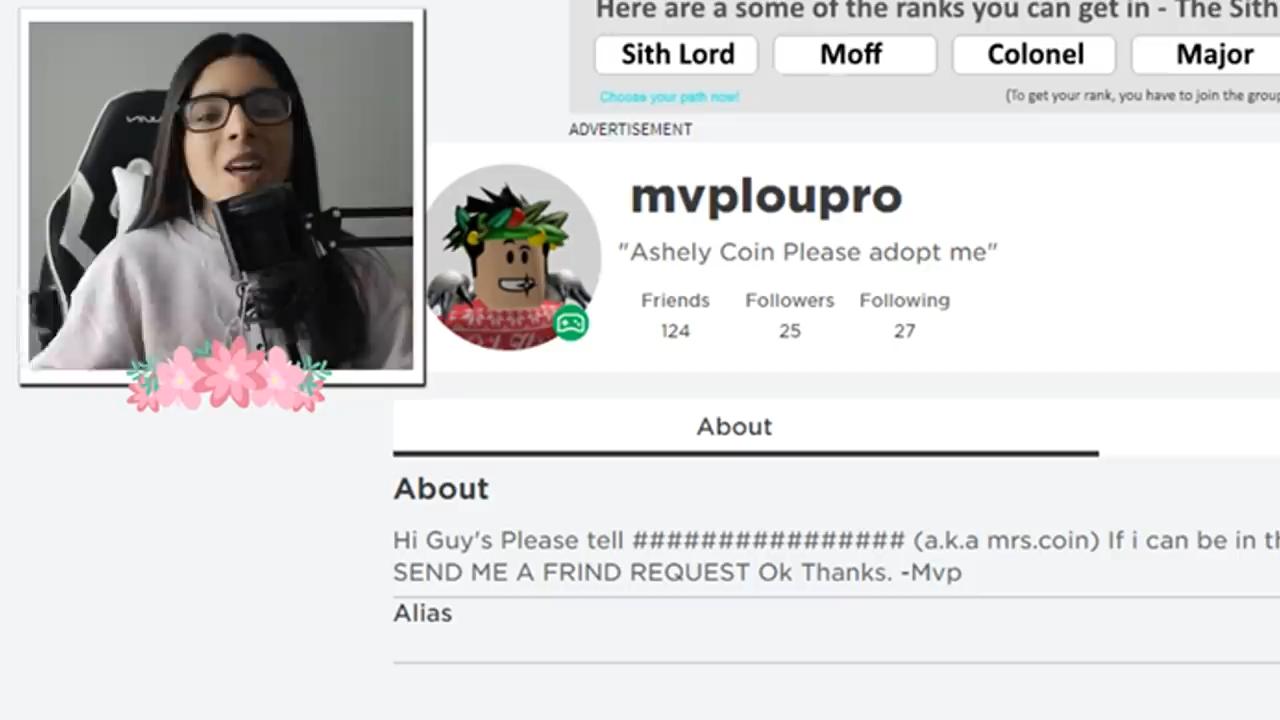 Here are a some of the ranks you can get in - The Sith
Sith Lord Moff Colonel Major
Choose your path now!
(To get your rank, you have to join the group
ADVERTISEMENT
mvploupro
"Ashely Coin Please adopt me"
Friends Followers Following
124 25 27
About
About
Hi Guy's Please tell ################ (a.k.a mrs.coin) If i can be in th
SEND ME A FRIND REQUEST Ok Thanks. -Mvp
Alias